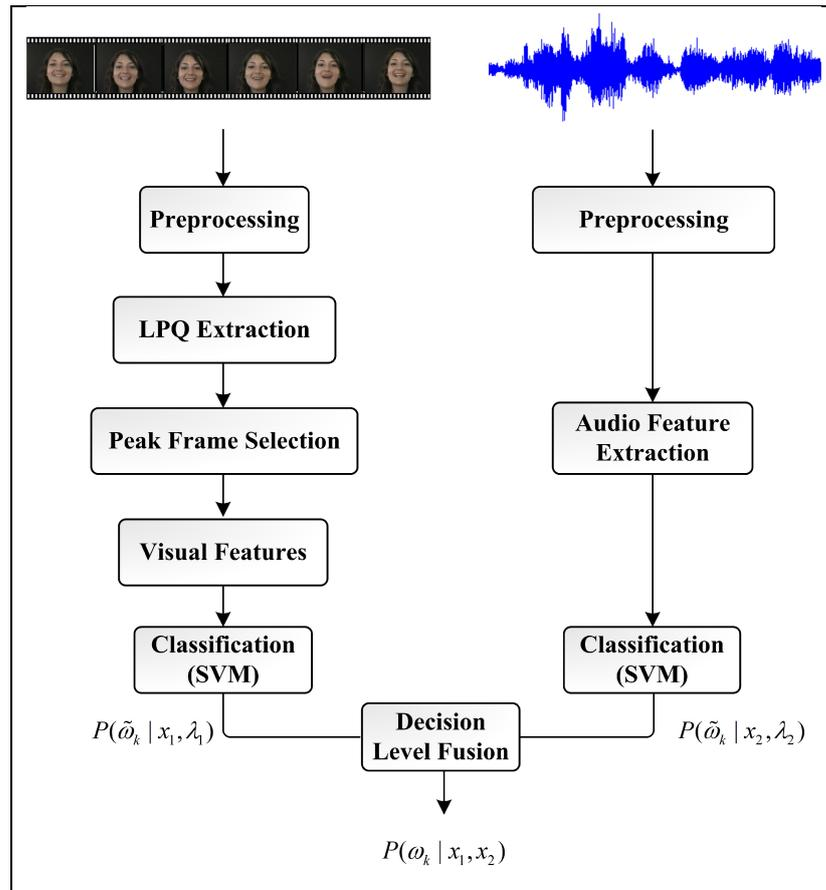 Preprocessing
LPQ Extraction
Peak Frame Selection
Visual Features
Classification
(SVM)
P(ω̃ₖ | x₁, λ₁)
Preprocessing
Audio Feature
Extraction
Classification
(SVM)
P(ω̃ₖ | x₂, λ₂)
Decision
Level Fusion
P(ωₖ | x₁, x₂)